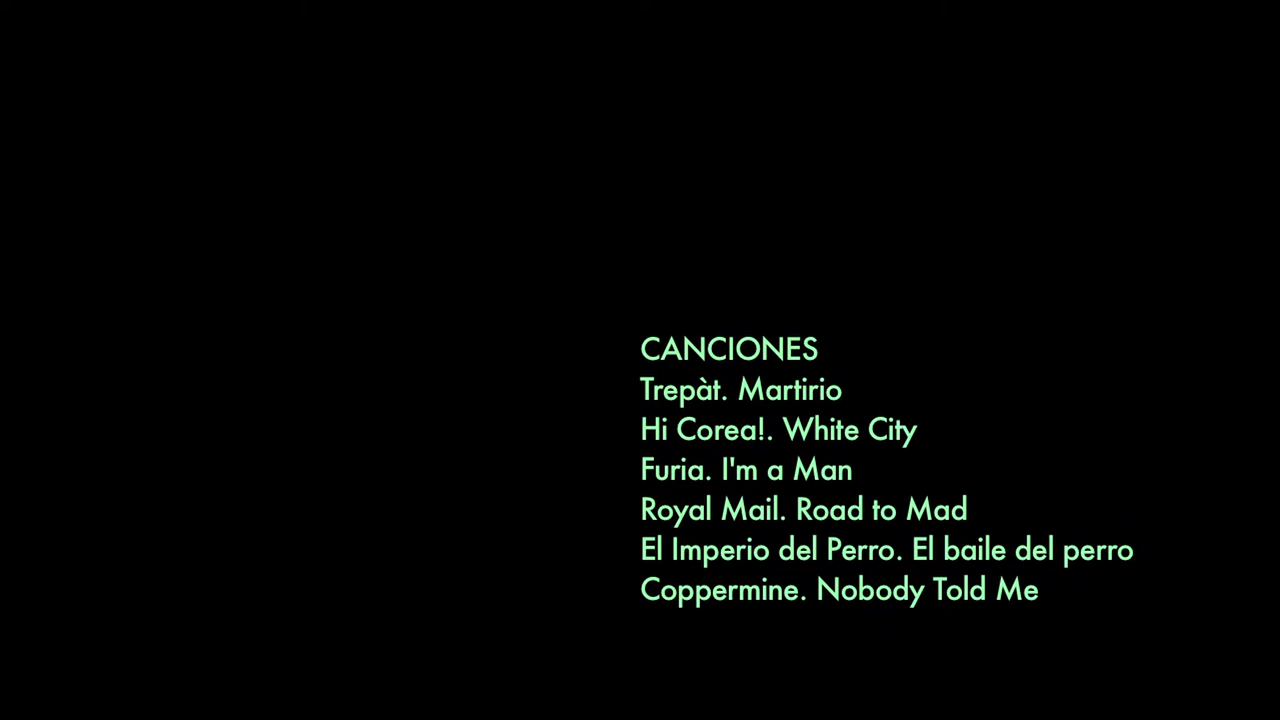 CANCIONES
Trepàt. Martirio
Hi Corea!. White City
Furia. I'm a Man
Royal Mail. Road to Mad
El Imperio del Perro. El baile del perro
Coppermine. Nobody Told Me